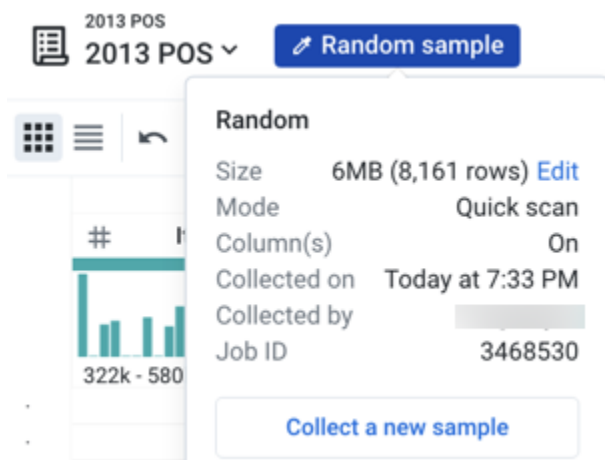 2013 POS
2013 POS
Random sample
Random
Size 6MB (8,161 rows) Edit
Mode Quick scan
#
Column(s) On
Collected on Today at 7:33 PM
Collected by
322k - 580
Job ID 3468530
Collect a new sample